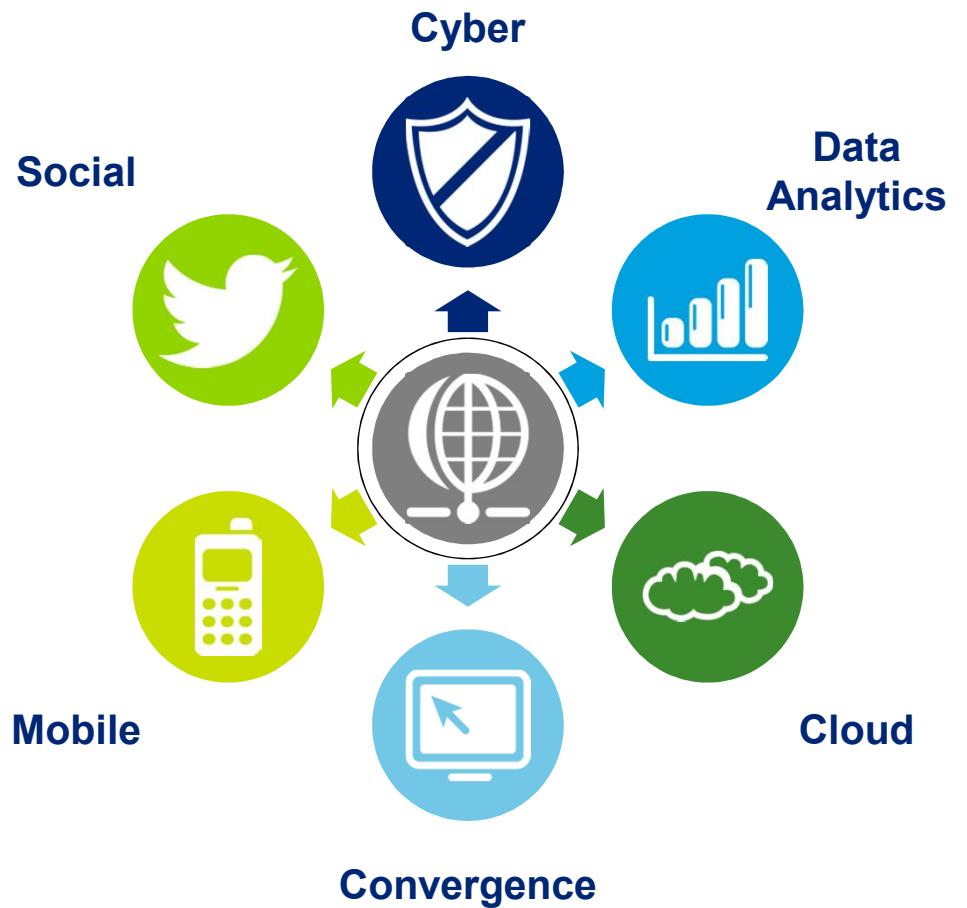 Cyber
Social
Data
Analytics
Mobile
Cloud
Convergence